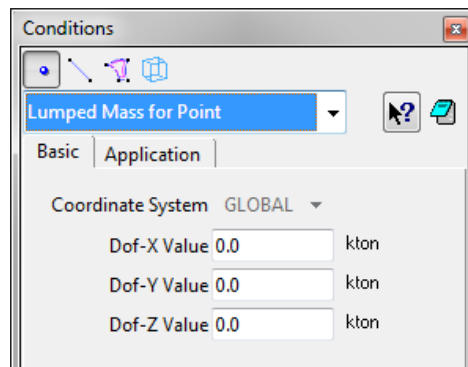 Conditions
Lumped Mass for Point
Basic Application
Coordinate System GLOBAL
Dof-X Value 0.0 kton
Dof-Y Value 0.0 kton
Dof-Z Value 0.0 kton